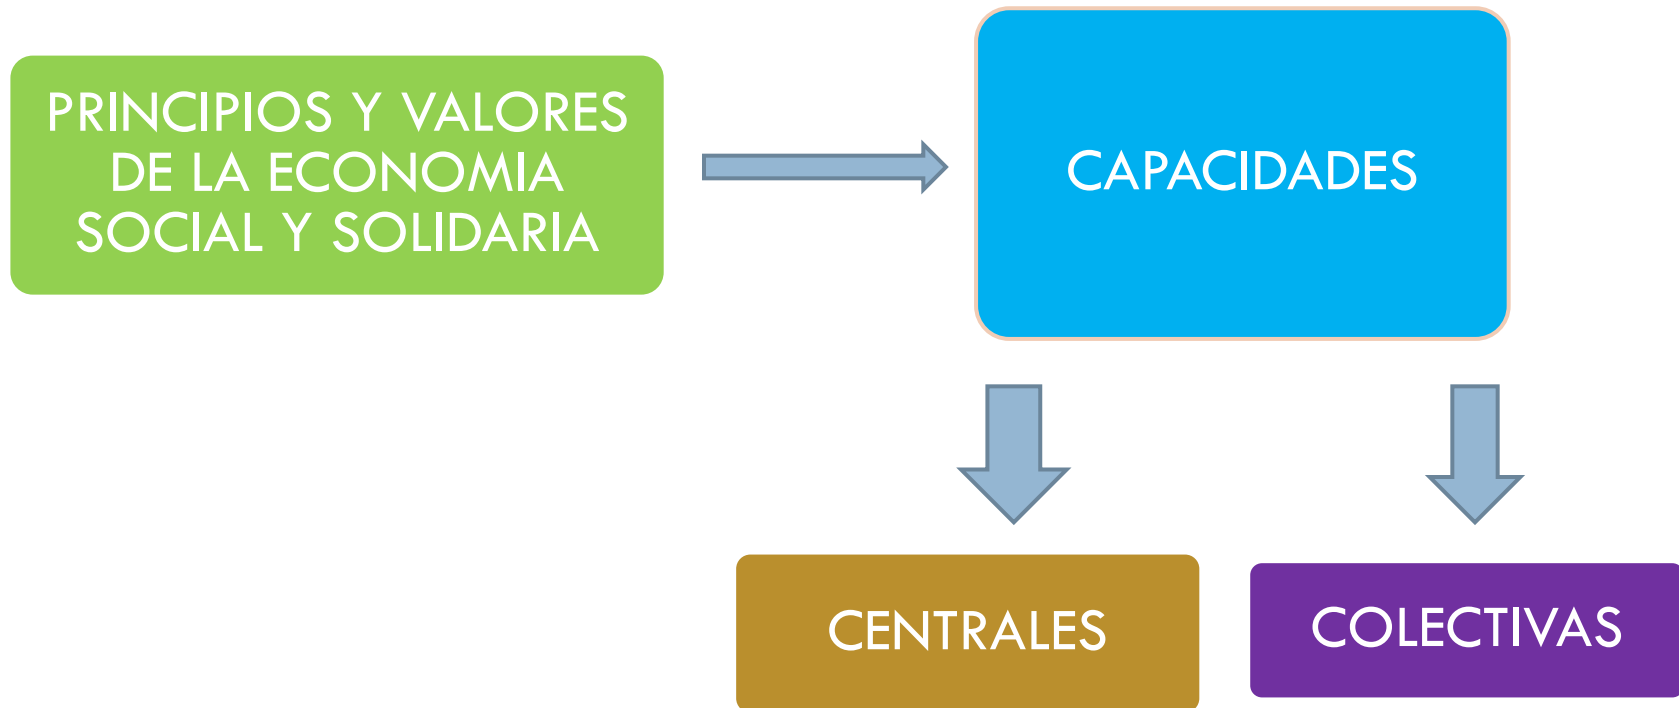 PRINCIPIOS Y VALORES
DE LA ECONOMIA
SOCIAL Y SOLIDARIA
CAPACIDADES
CENTRALES
COLECTIVAS